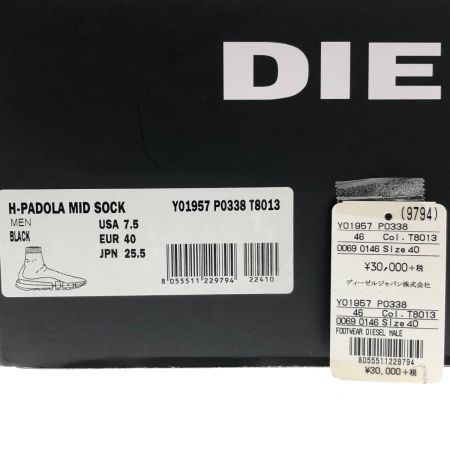 DIE
H-PADOLA MID SOCK
Y01957 P0338 T8013
MEN
USA 7.5
BLACK
EUR 40
JPN 25.5
8 055511 229794
22410
(9794)
Y01957 P0338
46 Col. T8013
0069 0146 Size 40
¥30,000+税
ディーゼルジャパン株式会社
Y01957 P0338
46 Col. T8013
0069 0146 Size 40
FOOTWEAR DIESEL MALE
8055511229794
¥30,000+税